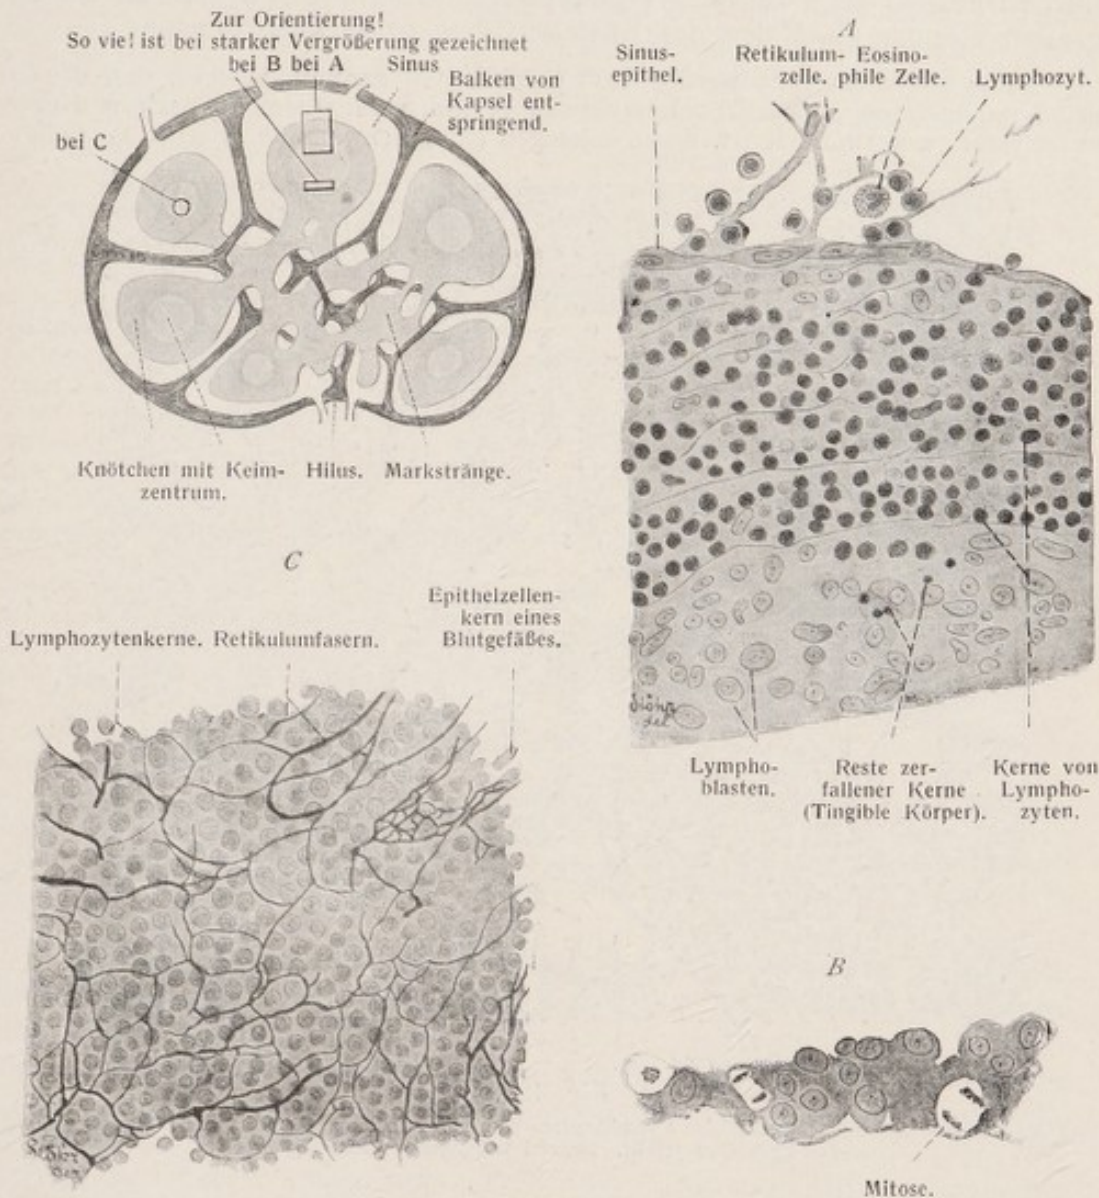 Zur Orientierung!
So viel ist bei starker Vergrößerung gezeichnet
bei B bei A
Sinus
Balken von
Kapsel ent-
springend.
bei C
Knötchen mit Keim-
zentrum.
Hilus.
Markstränge.
A
Sinus-
epithel.
Retikulum-
zelle.
Eosino-
phile Zelle.
Lymphozyt.
Stöhr
del
Lympho-
blasten.
Reste zer-
fallener Kerne
(Tingible Körper).
Kerne von
Lympho-
zyten.
C
Lymphozytenkerne.
Retikulumfasern.
Epithelzellen-
kern eines
Blutgefäßes.
B
Mitose.